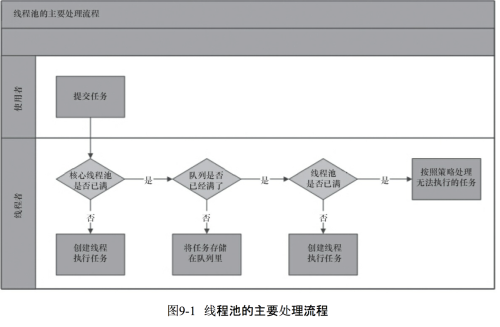 线程池的主要处理流程
使用者
提交任务
线程者
核心线程池
是否已满
是
队列是否
已经满了
是
线程池
是否已满
是
按照策略处理
无法执行的任务
否
否
否
创建线程
执行任务
将任务存储
在队列里
创建线程
执行任务
图9-1 线程池的主要处理流程